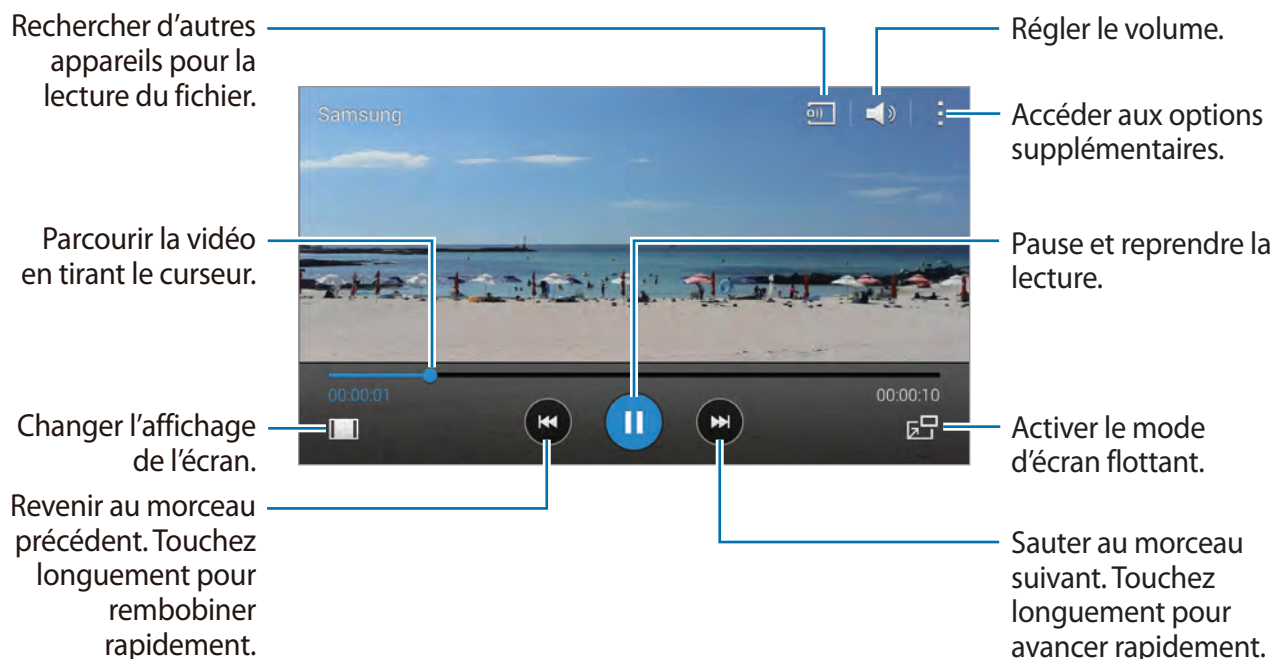 Rechercher d'autres
appareils pour la
lecture du fichier.
Régler le volume.
Samsung
Accéder aux options
supplémentaires.
Parcourir la vidéo
en tirant le curseur.
Pause et reprendre la
lecture.
00:00:01
00:00:10
Changer l'affichage
de l'écran.
Activer le mode
d'écran flottant.
Revenir au morceau
précédent. Touchez
longuement pour
rembobiner
rapidement.
Sauter au morceau
suivant. Touchez
longuement pour
avancer rapidement.